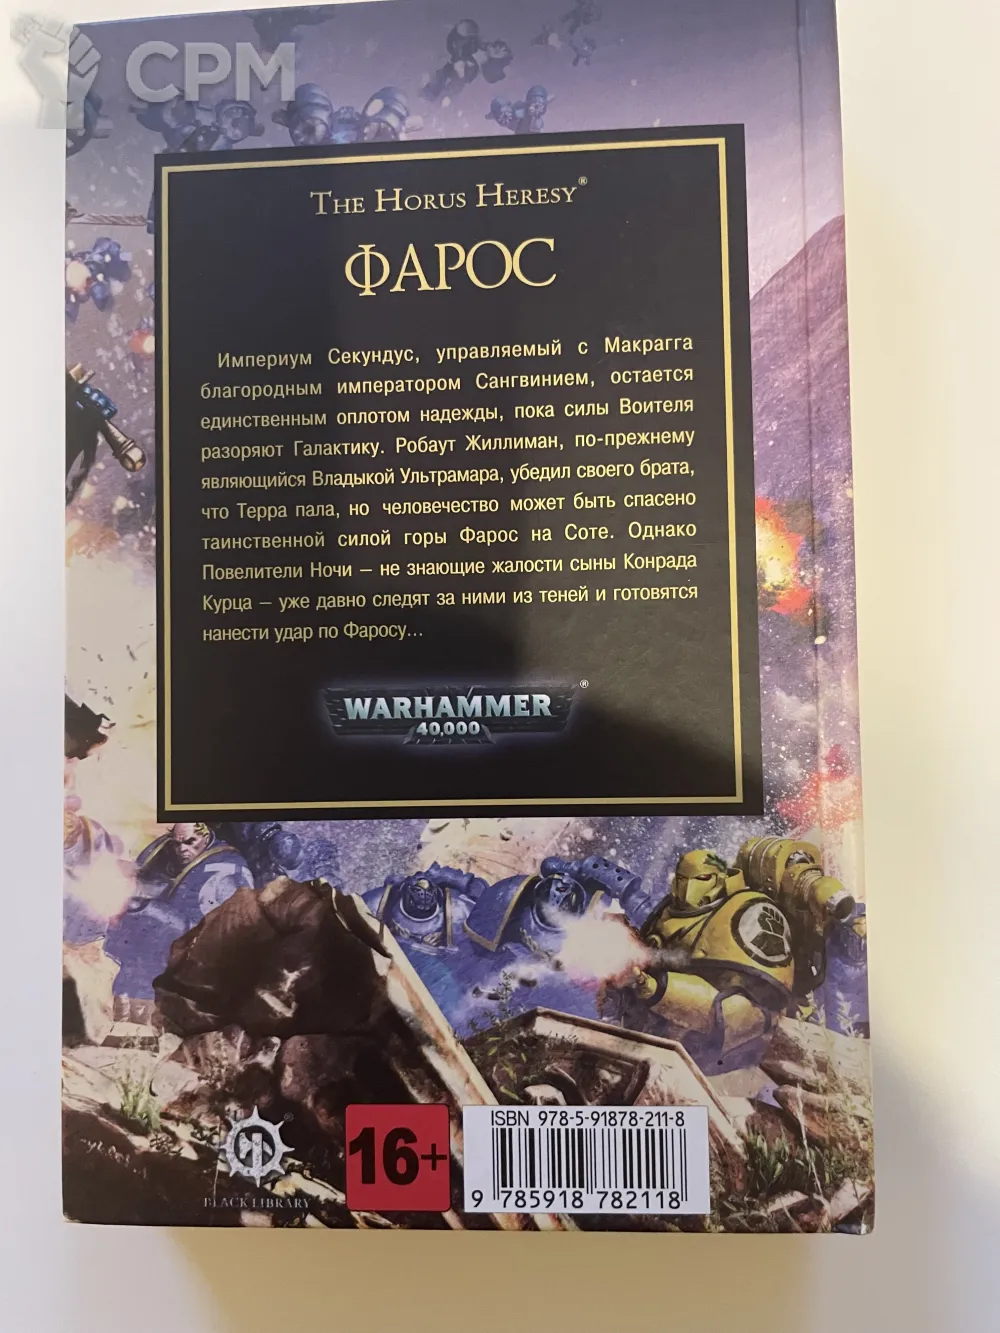 CPM
THE HORUS HERESY®
ФАРОС
Империум Секундус, управляемый с Макрагга
благородным императором Сангвинием, остается
единственным оплотом надежды, пока силы Воителя
разоряют Галактику. Робаут Жиллиман, по-прежнему
являющийся Владыкой Ультрамара, убедил своего брата,
что Терра пала, но человечество может быть спасено
таинственной силой горы Фарос на Соте. Однако
Повелители Ночи – не знающие жалости сыны Конрада
Курца – уже давно следят за ними из теней и готовятся
нанести удар по Фаросу...
WARHAMMER®
40,000
ISBN 978-5-91878-211-8
16+
9 785918 782118
BLACK LIBRARY